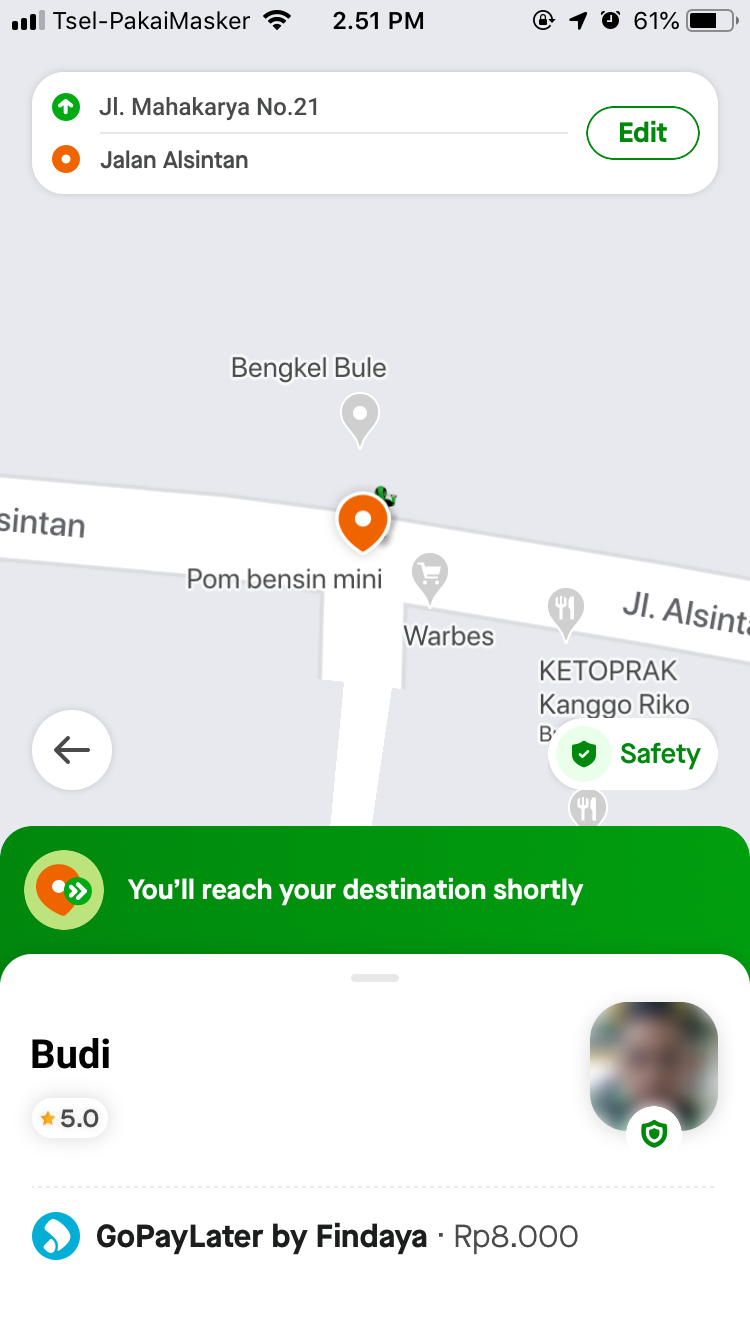 Tsel-PakaiMasker 2.51 PM 61%
Jl. Mahakarya No.21
Jalan Alsintan
Edit
Bengkel Bule
sintan
Pom bensin mini
Warbes
Jl. Alsinta
KETOPRAK
Kanggo Riko
Safety
You’ll reach your destination shortly
Budi
5.0
GoPayLater by Findaya · Rp8.000